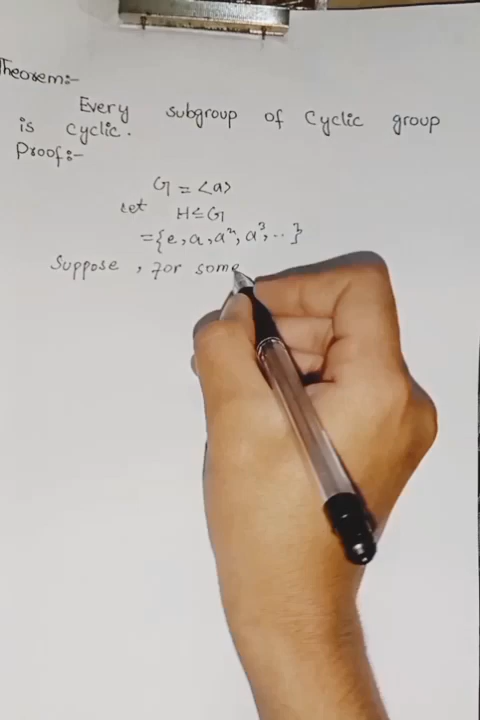 Theorem:-
Every subgroup of Cyclic group
is cyclic.
Proof:-
G = <a>
let H≤G
={e, a, a², a³, .. }
Suppose , for some